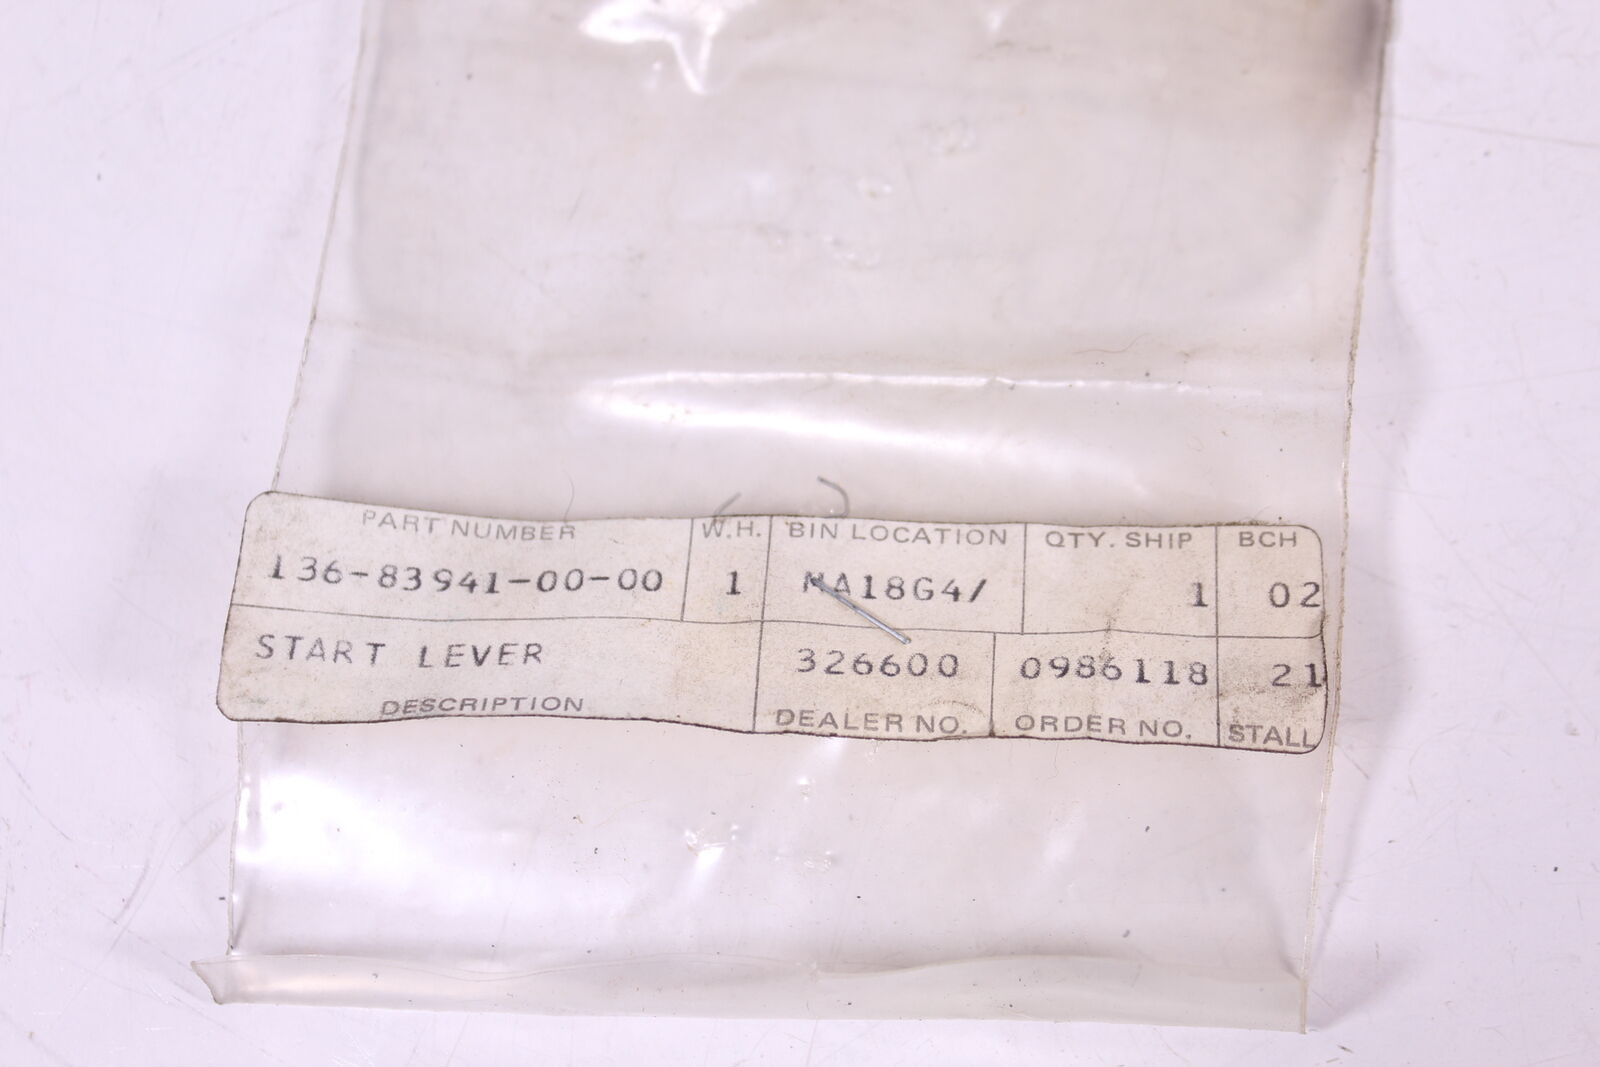 PART NUMBER W.H. BIN LOCATION QTY. SHIP BCH
136-83941-00-00 1 MA18G4/ 1 02
START LEVER 326600 0986118 21
DESCRIPTION DEALER NO. ORDER NO. STALL